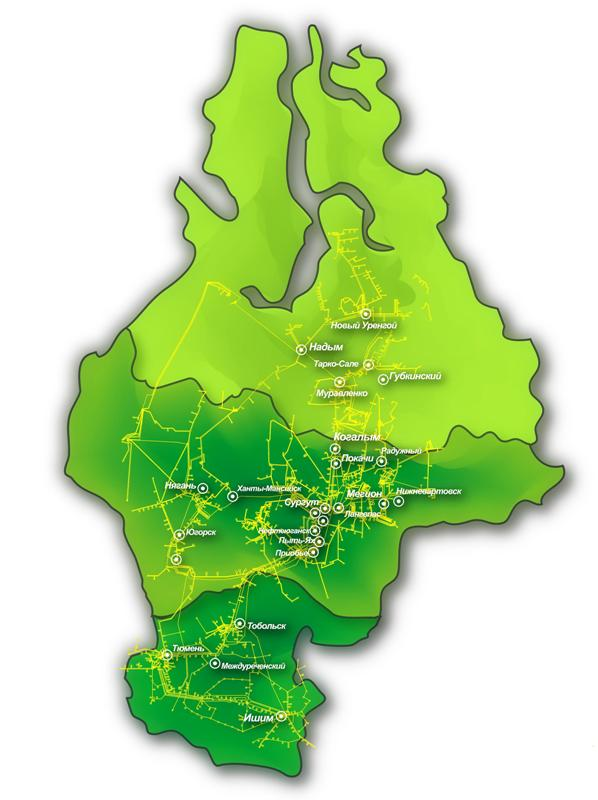 Новый Уренгой
Надым
Тарко-Сале
Губкинский
Муравленко
Когалым
Радужный
Покачи
Нягань
Ханты-Мансийск
Мегион
Нижневартовск
Сургут
Лангепас
Нефтеюганск
Югорск
Пыть-Ях
Приобье
Тобольск
Тюмень
Междуреченский
Ишим